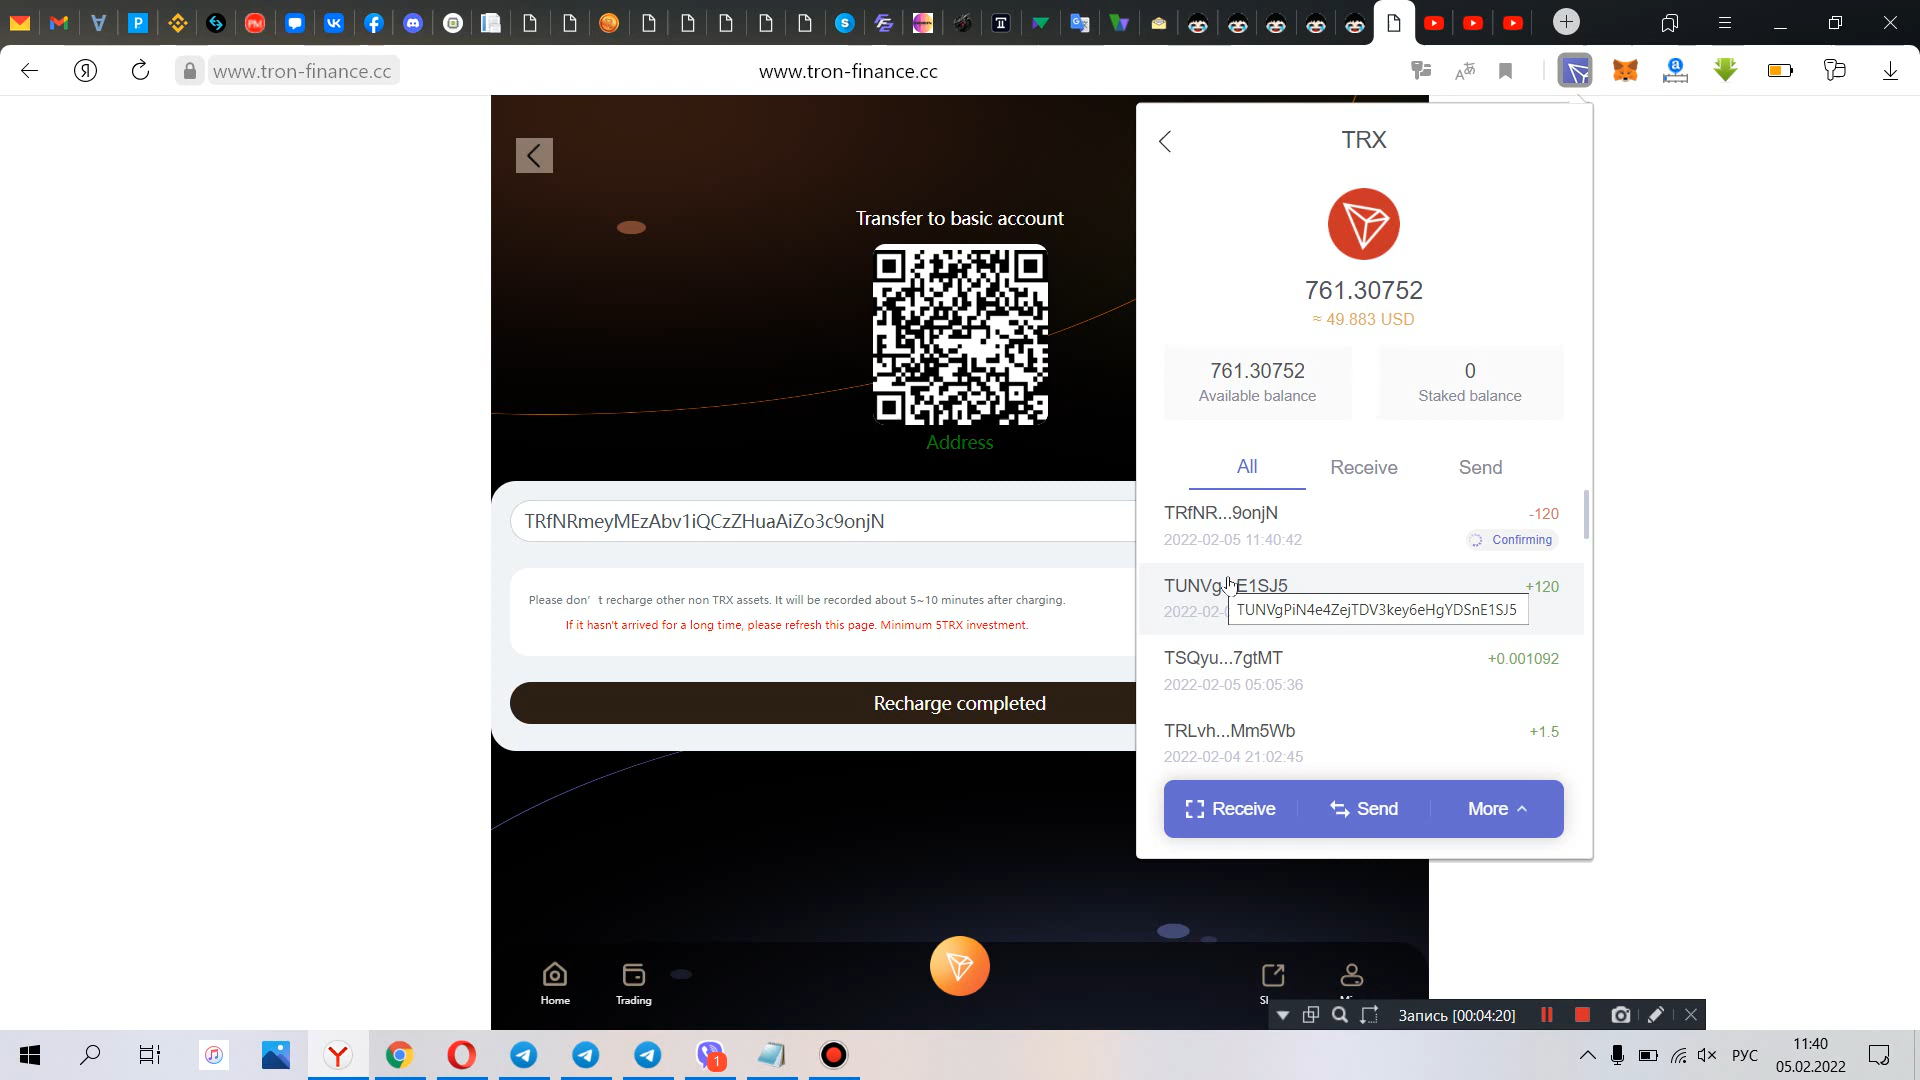 www.tron-finance.cc
www.tron-finance.cc
Transfer to basic account
Address
TRfNRmeyMEzAbv1iQCzZHuaAiZo3c9onjN
Please don' t recharge other non TRX assets. It will be recorded about 5~10 minutes after charging.
If it hasn't arrived for a long time, please refresh this page. Minimum 5TRX investment.
Recharge completed
Home
Trading
TRX
761.30752
≈ 49.883 USD
761.30752
Available balance
0
Staked balance
All
Receive
Send
TRfNR...9onjN
-120
2022-02-05 11:40:42
Confirming
+120
TUNVgPiN4e4ZejTDV3key6eHgYDSnE1SJ5
TSQyu...7gtMT
+0.001092
2022-02-05 05:05:36
TRLvh...Mm5Wb
+1.5
2022-02-04 21:02:45
Receive
Send
More
Запись [00:04:20]
1
РУС
11:40
05.02.2022